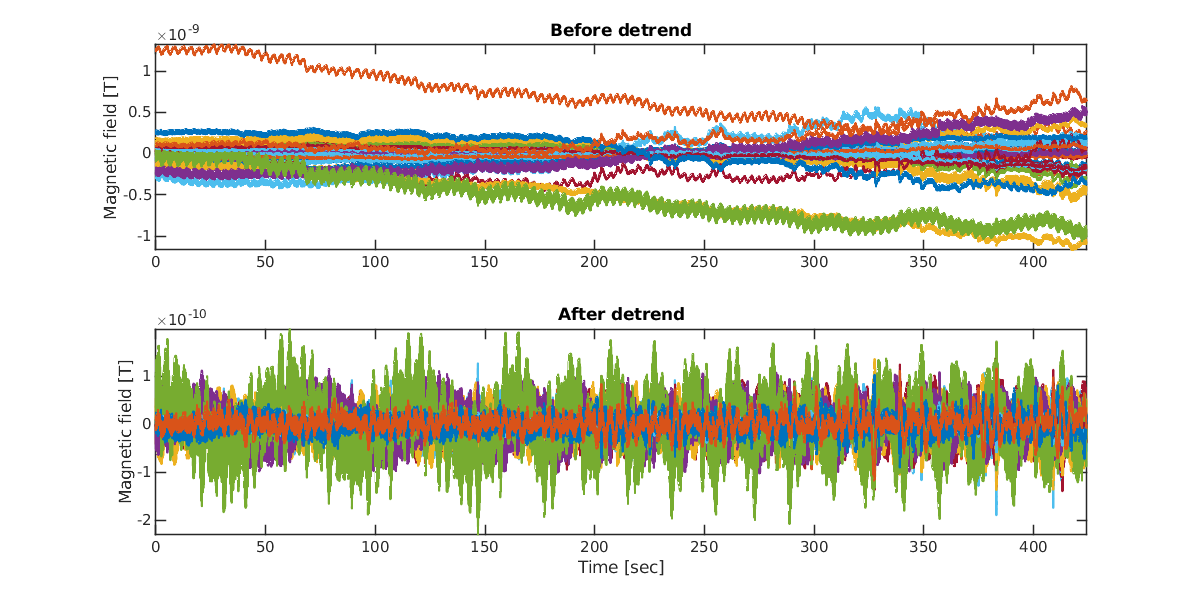 Before detrend
×10-9
Magnetic field [T]
1
0.5
0
-0.5
-1
0 50 100 150 200 250 300 350 400
After detrend
×10-10
Magnetic field [T]
1
0
-1
-2
0 50 100 150 200 250 300 350 400
Time [sec]